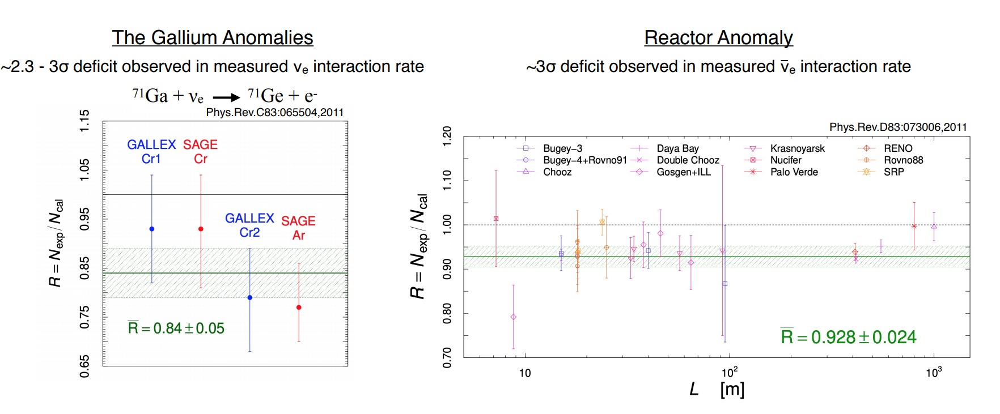 The Gallium Anomalies
~2.3 - 3σ deficit observed in measured νe interaction rate
⁷¹Ga + νe ⟶ ⁷¹Ge + e-
Phys.Rev.C83:065504,2011
R = Nexp / Ncal
1.15
1.05
0.95
0.85
0.75
0.65
GALLEX
Cr1
SAGE
Cr
GALLEX
Cr2
SAGE
Ar
R̅ = 0.84 ± 0.05
Reactor Anomaly
~3σ deficit observed in measured ν̅e interaction rate
Phys.Rev.D83:073006,2011
R = Nexp / Ncal
1.20
1.10
1.00
0.90
0.80
0.70
Bugey−3
Bugey−4+Rovno91
Chooz
Daya Bay
Double Chooz
Gosgen+ILL
Krasnoyarsk
Nucifer
Palo Verde
RENO
Rovno88
SRP
R̅ = 0.928 ± 0.024
10
10²
10³
L [m]